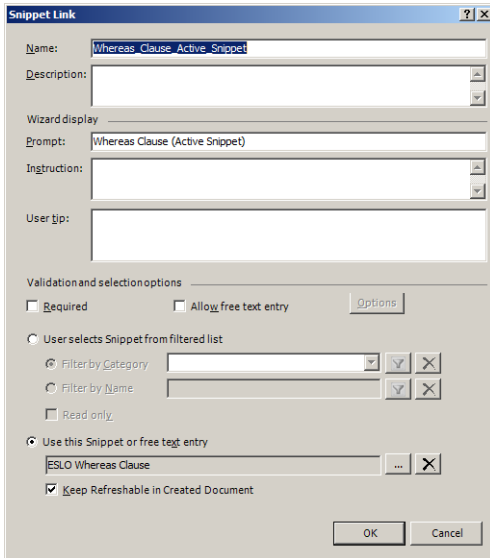 Snippet Link
Name: Whereas_Clause_Active_Snippet
Description:
Wizard display
Prompt: Whereas Clause (Active Snippet)
Instruction:
User tip:
Validation and selection options
Required Allow free text entry Options
User selects Snippet from filtered list
Filter by Category
Filter by Name
Read only
Use this Snippet or free text entry
ESLO Whereas Clause ...
Keep Refreshable in Created Document
OK Cancel